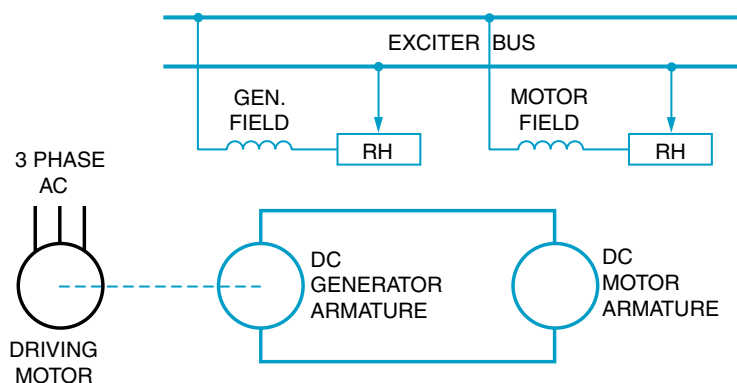 EXCITER BUS
GEN.
FIELD
MOTOR
FIELD
RH
RH
3 PHASE
AC
DC
GENERATOR
ARMATURE
DC
MOTOR
ARMATURE
DRIVING
MOTOR